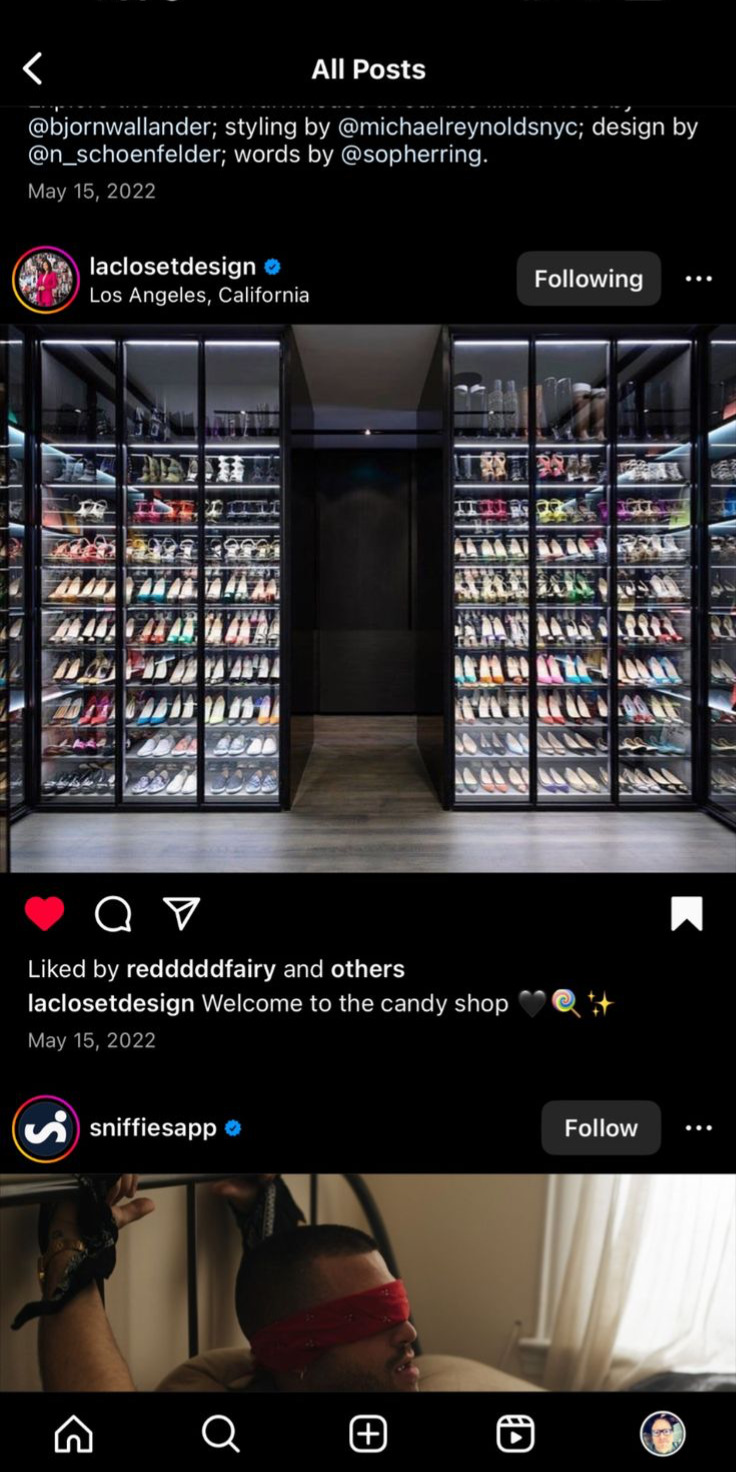 All Posts
@bjornwallander; styling by @michaelreynoldsnyc; design by
@n_schoenfelder; words by @sopherring.
May 15, 2022
laclosetdesign
Los Angeles, California
Following
Liked by redddddfairy and others
laclosetdesign Welcome to the candy shop 🖤🍭✨
May 15, 2022
sniffiesapp
Follow